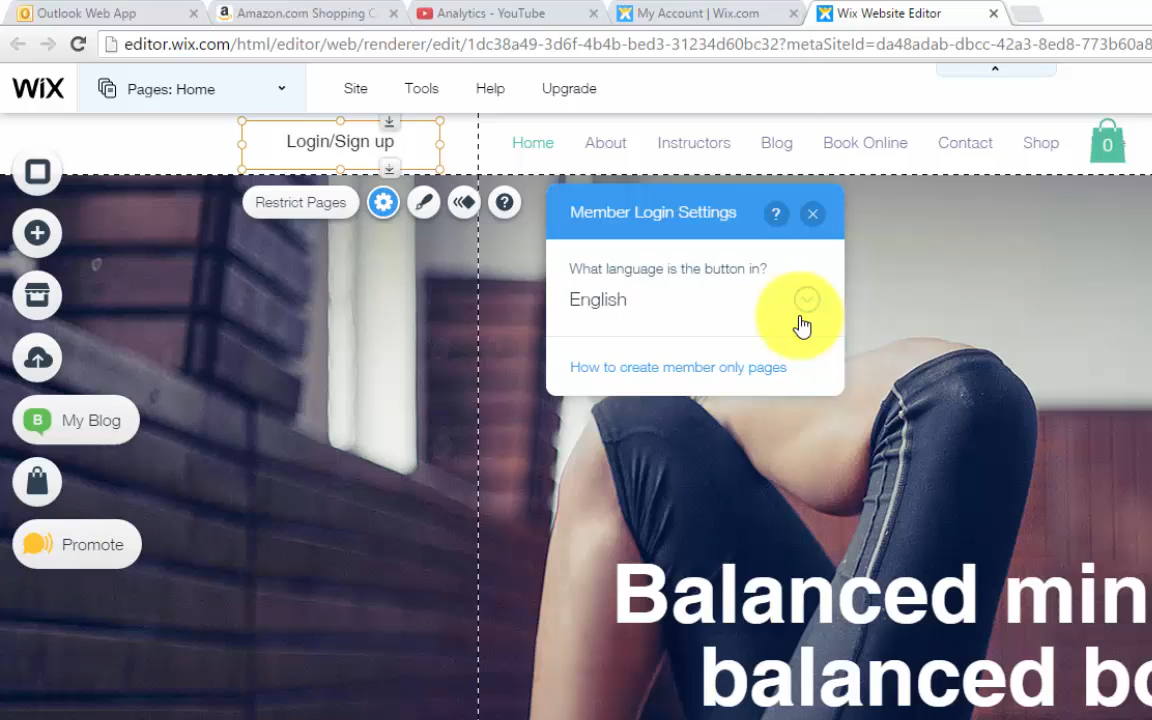 Outlook Web App
Amazon.com Shopping C
Analytics - YouTube
My Account | Wix.com
Wix Website Editor
editor.wix.com/html/editor/web/renderer/edit/1dc38a49-3d6f-4b4b-bed3-31234d60bc32?metaSiteId=da48adab-dbcc-42a3-8ed8-773b60a8
WiX
Pages: Home
Site
Tools
Help
Upgrade
Login/Sign up
Home
About
Instructors
Blog
Book Online
Contact
Shop
0
Restrict Pages
?
Member Login Settings
?
What language is the button in?
English
How to create member only pages
B
My Blog
Promote
Balanced min
balanced bo